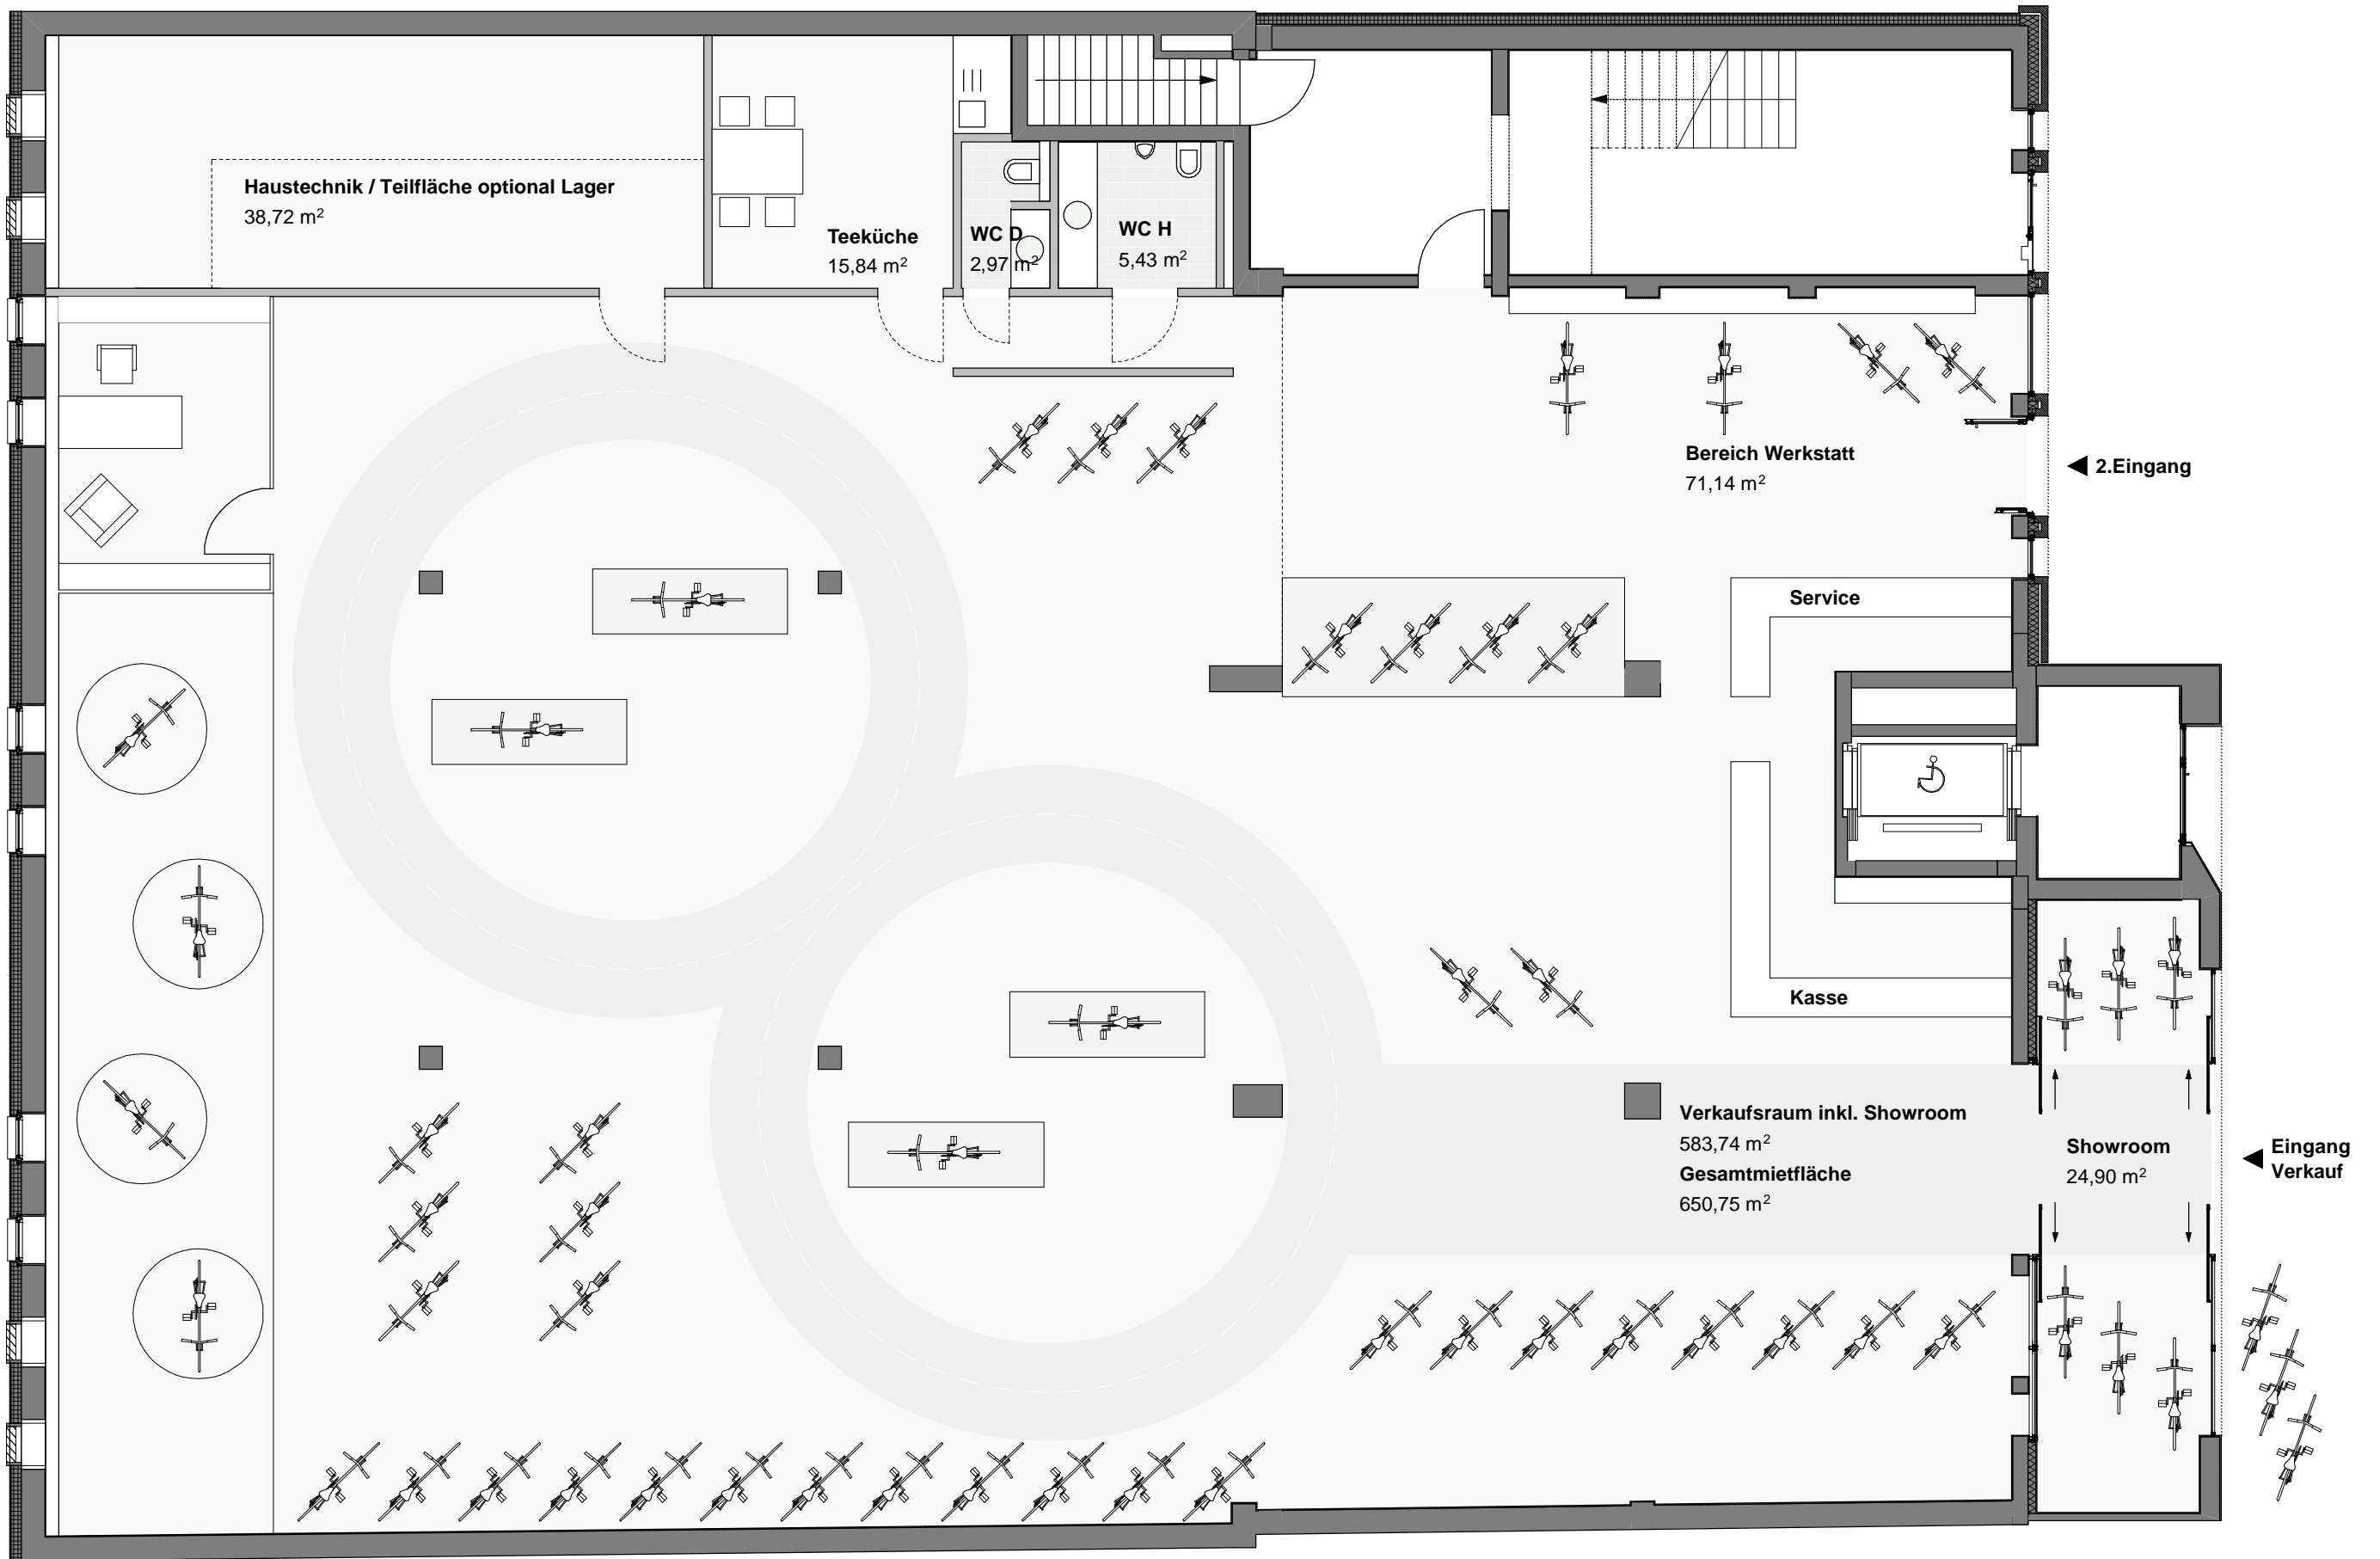 Haustechnik / Teilfläche optional Lager
38,72 m²
Teeküche
15,84 m²
WC D
2,97 m²
WC H
5,43 m²
Bereich Werkstatt
71,14 m²
2.Eingang
Service
Kasse
Verkaufsraum inkl. Showroom
583,74 m²
Gesamtmietfläche
650,75 m²
Showroom
24,90 m²
Eingang
Verkauf